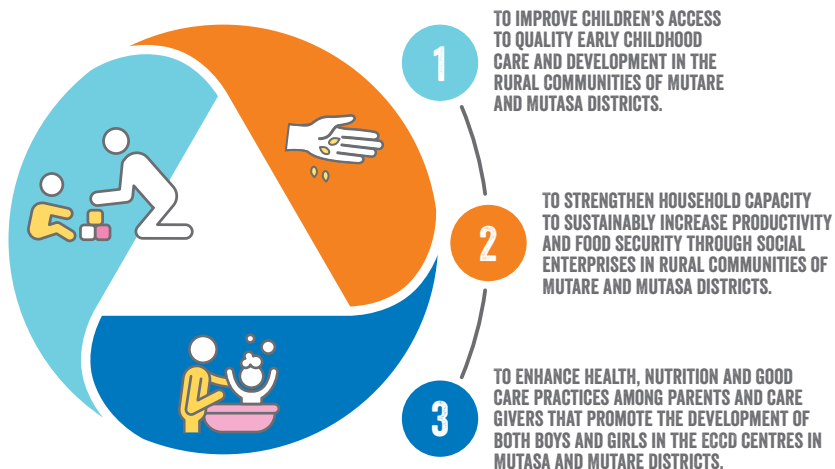 1
TO IMPROVE CHILDREN'S ACCESS
TO QUALITY EARLY CHILDHOOD
CARE AND DEVELOPMENT IN THE
RURAL COMMUNITIES OF MUTARE
AND MUTASA DISTRICTS.
2
TO STRENGTHEN HOUSEHOLD CAPACITY
TO SUSTAINABLY INCREASE PRODUCTIVITY
AND FOOD SECURITY THROUGH SOCIAL
ENTERPRISES IN RURAL COMMUNITIES OF
MUTARE AND MUTASA DISTRICTS.
3
TO ENHANCE HEALTH, NUTRITION AND GOOD
CARE PRACTICES AMONG PARENTS AND CARE
GIVERS THAT PROMOTE THE DEVELOPMENT OF
BOTH BOYS AND GIRLS IN THE ECCD CENTRES IN
MUTASA AND MUTARE DISTRICTS.